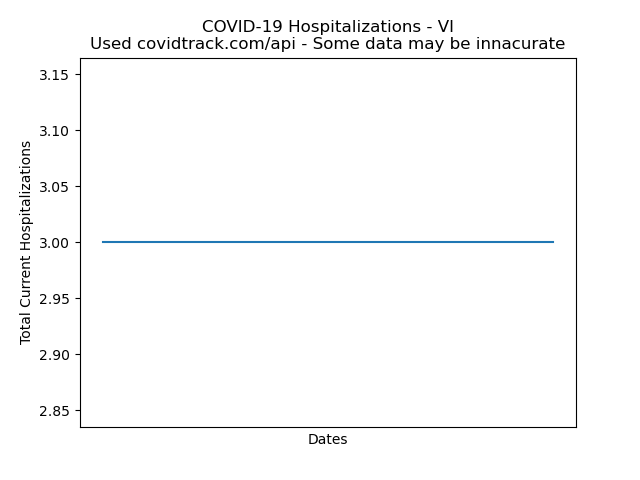 COVID-19 Hospitalizations - VI
Used covidtrack.com/api - Some data may be innacurate
3.15
3.10
3.05
3.00
2.95
2.90
2.85
Total Current Hospitalizations
Dates